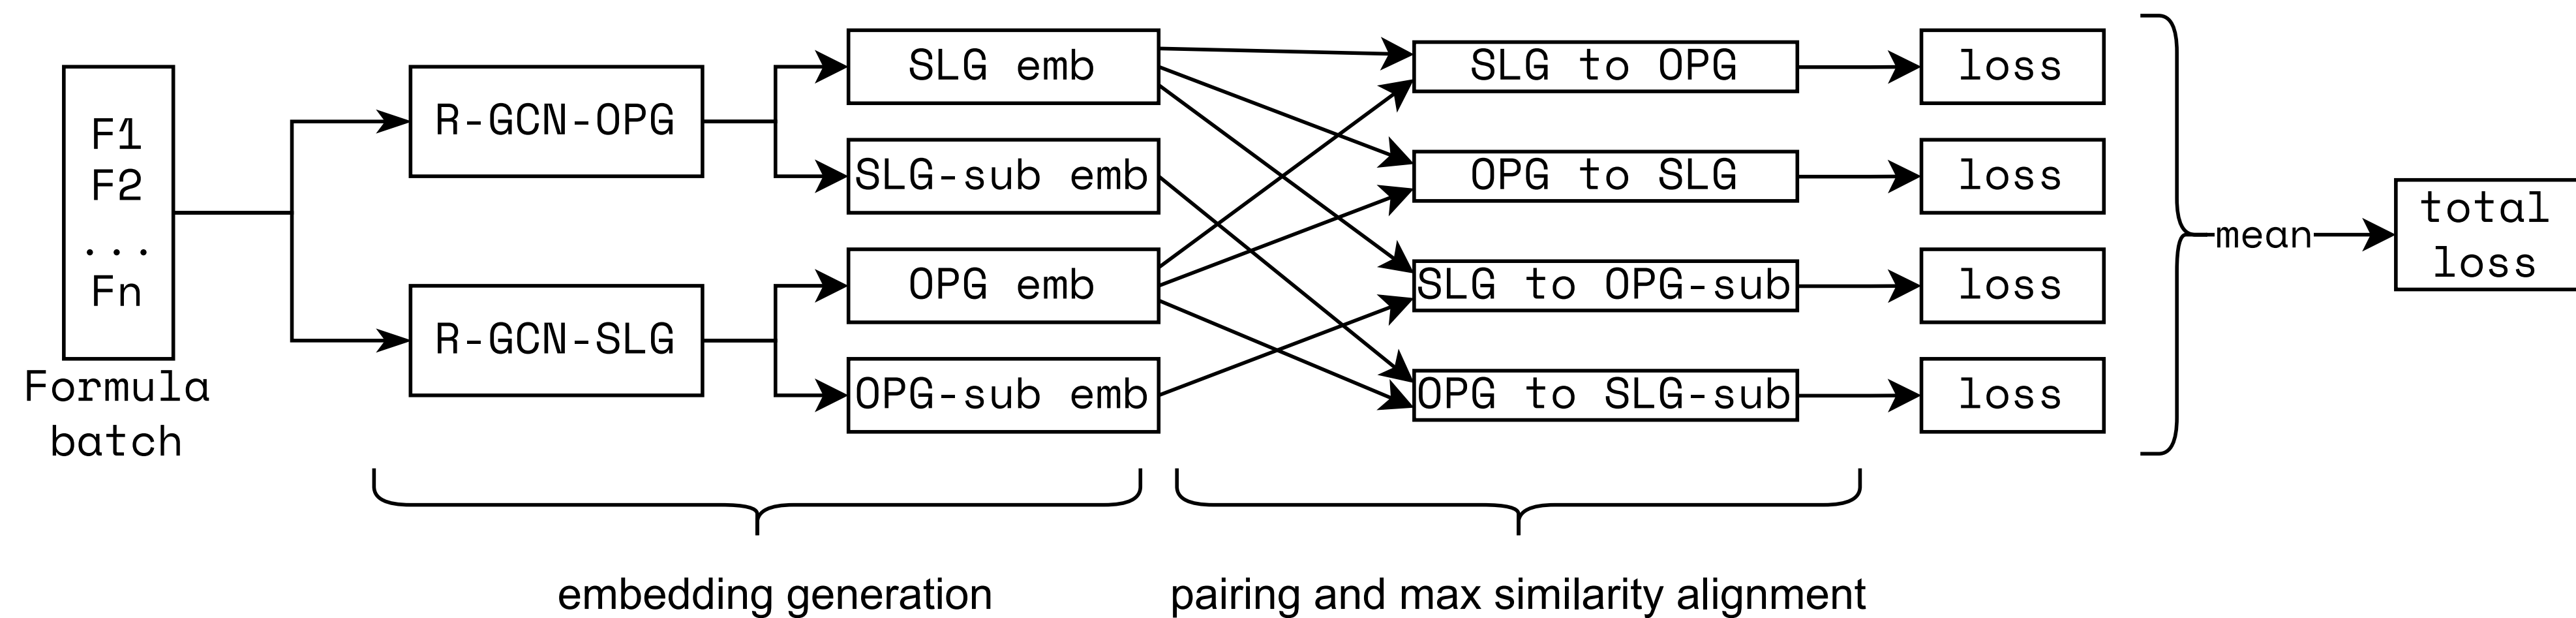 F1
F2
...
Fn
Formula
batch
R-GCN-OPG
R-GCN-SLG
SLG emb
SLG-sub emb
OPG emb
OPG-sub emb
SLG to OPG
OPG to SLG
SLG to OPG-sub
OPG to SLG-sub
loss
loss
loss
loss
mean
total
loss
embedding generation
pairing and max similarity alignment